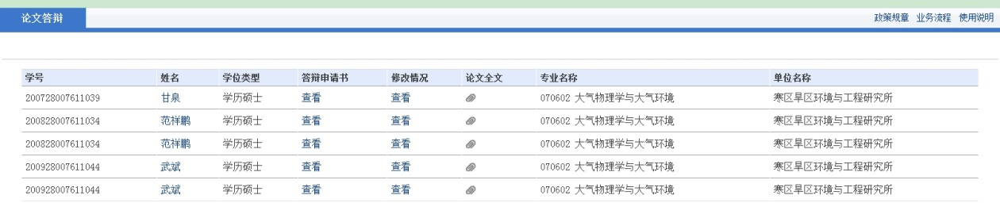 论文答辩
政策规章 业务流程 使用说明
学号 姓名 学位类型 答辩申请书 修改情况 论文全文 专业名称 单位名称
200728007611039 甘泉 学历硕士 查看 查看 070602 大气物理学与大气环境 寒区旱区环境与工程研究所
200828007611034 范祥鹏 学历硕士 查看 查看 070602 大气物理学与大气环境 寒区旱区环境与工程研究所
200828007611034 范祥鹏 学历硕士 查看 查看 070602 大气物理学与大气环境 寒区旱区环境与工程研究所
200928007611044 武斌 学历硕士 查看 查看 070602 大气物理学与大气环境 寒区旱区环境与工程研究所
200928007611044 武斌 学历硕士 查看 查看 070602 大气物理学与大气环境 寒区旱区环境与工程研究所